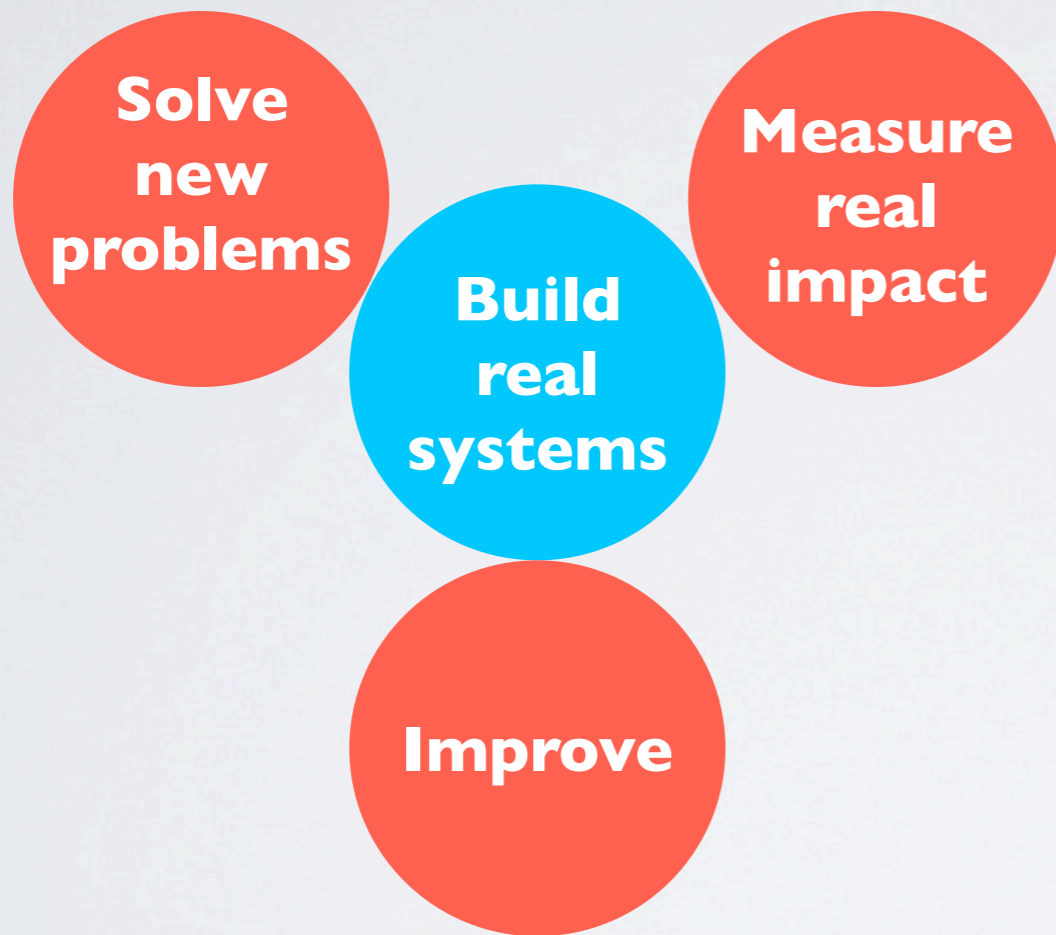 Solve
new
problems
Measure
real
impact
Build
real
systems
Improve